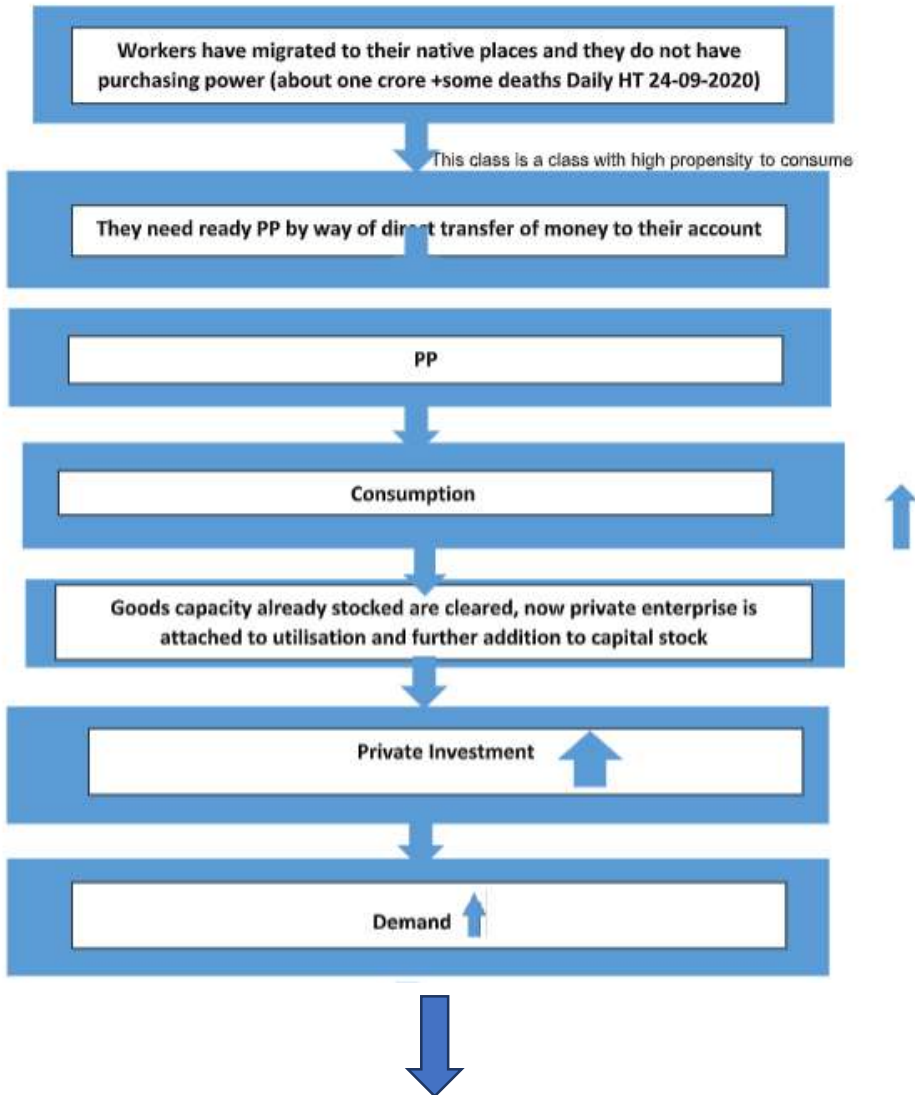 Workers have migrated to their native places and they do not have
purchasing power (about one crore +some deaths Daily HT 24-09-2020)
This class is a class with high propensity to consume
They need ready PP by way of direct transfer of money to their account
PP
Consumption
Goods capacity already stocked are cleared, now private enterprise is
attached to utilisation and further addition to capital stock
Private Investment
Demand